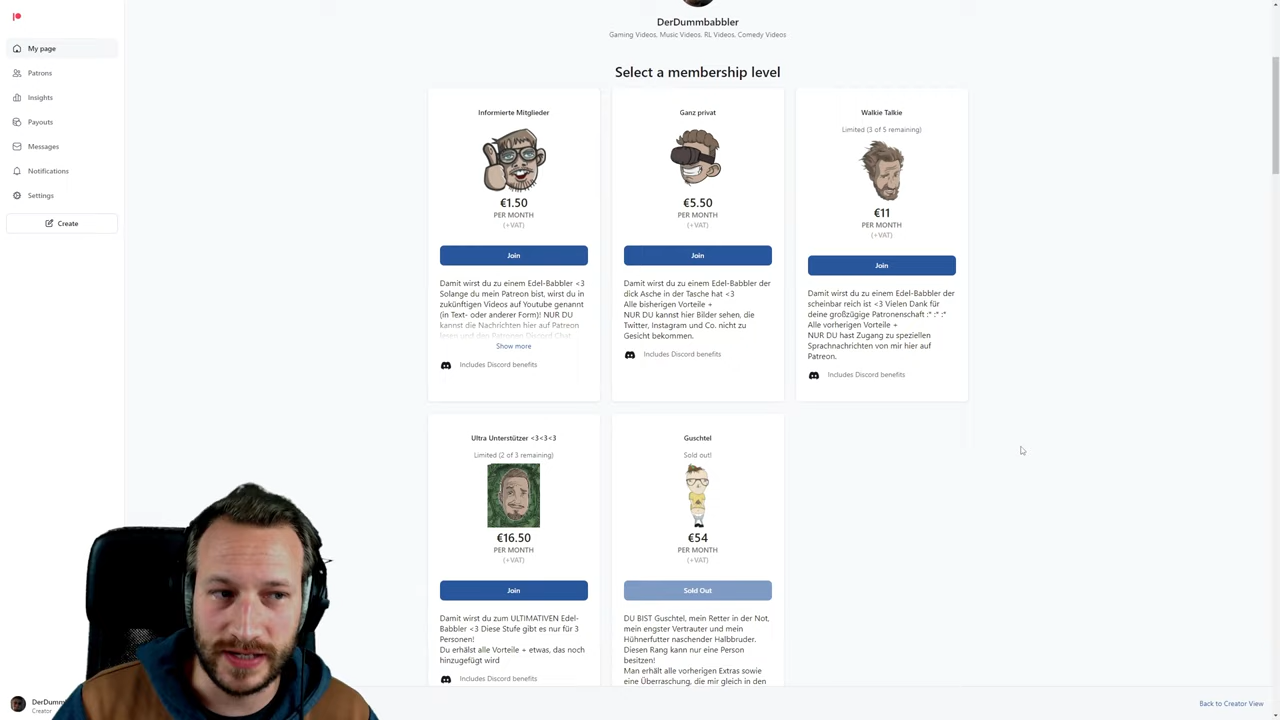 DerDummbabbler
Gaming Videos, Music Videos, RL Videos, Comedy Videos
My page
Patrons
Insights
Payouts
Messages
Notifications
Settings
Create
Select a membership level
Informierte Mitglieder
€1.50
PER MONTH
(+VAT)
Join
Damit wirst du zu einem Edel-Babbler <3
Solange du mein Patreon bist, wirst du in
zukünftigen Videos auf Youtube genannt
(in Text- oder anderer Form)! NUR DU
kannst die Nachrichten hier auf Patreon
lesen und den Patronen Discord Chat
Show more
Includes Discord benefits
Ganz privat
€5.50
PER MONTH
(+VAT)
Join
Damit wirst du zu einem Edel-Babbler der
dick Asche in der Tasche hat <3
Alle bisherigen Vorteile +
NUR DU kannst hier Bilder sehen, die
Twitter, Instagram und Co. nicht zu
Gesicht bekommen.
Includes Discord benefits
Walkie Talkie
Limited (3 of 5 remaining)
€11
PER MONTH
(+VAT)
Join
Damit wirst du zu einem Edel-Babbler der
scheinbar reich ist <3 Vielen Dank für
deine großzügige Patronenschaft :* :* :*
Alle vorherigen Vorteile +
NUR DU hast Zugang zu speziellen
Sprachnachrichten von mir hier auf
Patreon.
Includes Discord benefits
Ultra Unterstützer <3<3<3
Limited (2 of 3 remaining)
€16.50
PER MONTH
(+VAT)
Join
Damit wirst du zum ULTIMATIVEN Edel-
Babbler <3 Diese Stufe gibt es nur für 3
Personen!
Du erhälst alle Vorteile + etwas, das noch
hinzugefügt wird
Includes Discord benefits
Guschtel
Sold out!
€54
PER MONTH
(+VAT)
Sold Out
DU BIST Guschtel, mein Retter in der Not,
mein engster Vertrauter und mein
Hühnerfutter naschender Halbbruder.
Diesen Rang kann nur eine Person
besitzen!
Man erhält alle vorherigen Extras sowie
eine Überraschung, die mir gleich in den
DerDumm
Creator
Back to Creator View